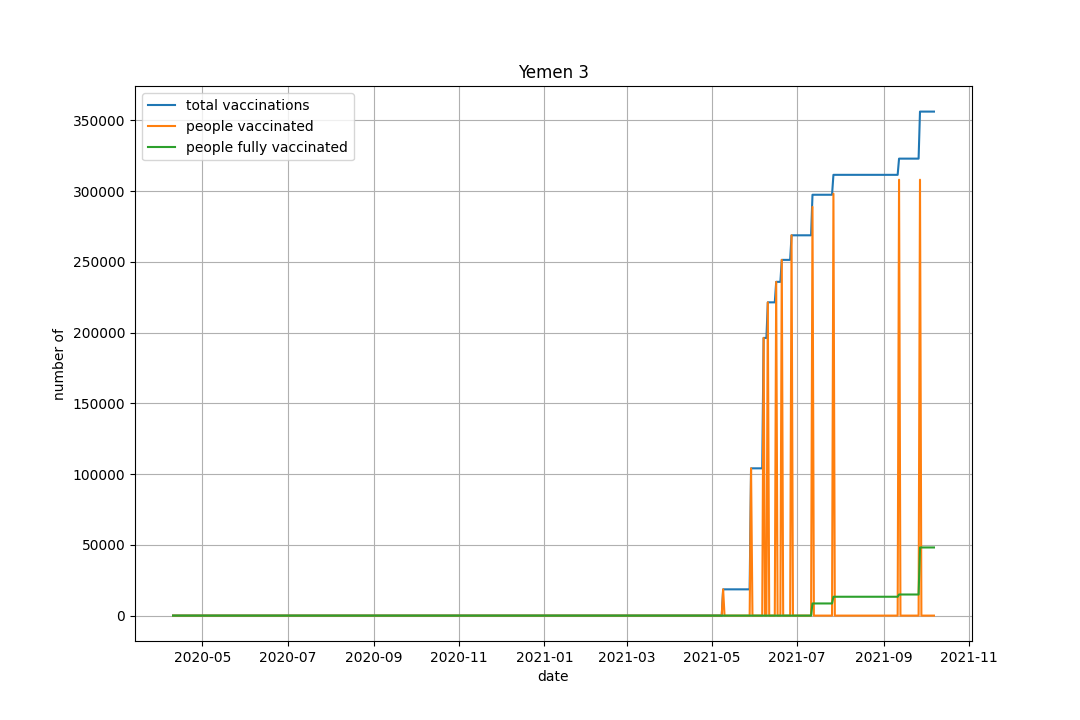 Yemen 3
total vaccinations
people vaccinated
people fully vaccinated
350000
300000
250000
200000
150000
100000
50000
0
number of
2020-05 2020-07 2020-09 2020-11 2021-01 2021-03 2021-05 2021-07 2021-09 2021-11
date